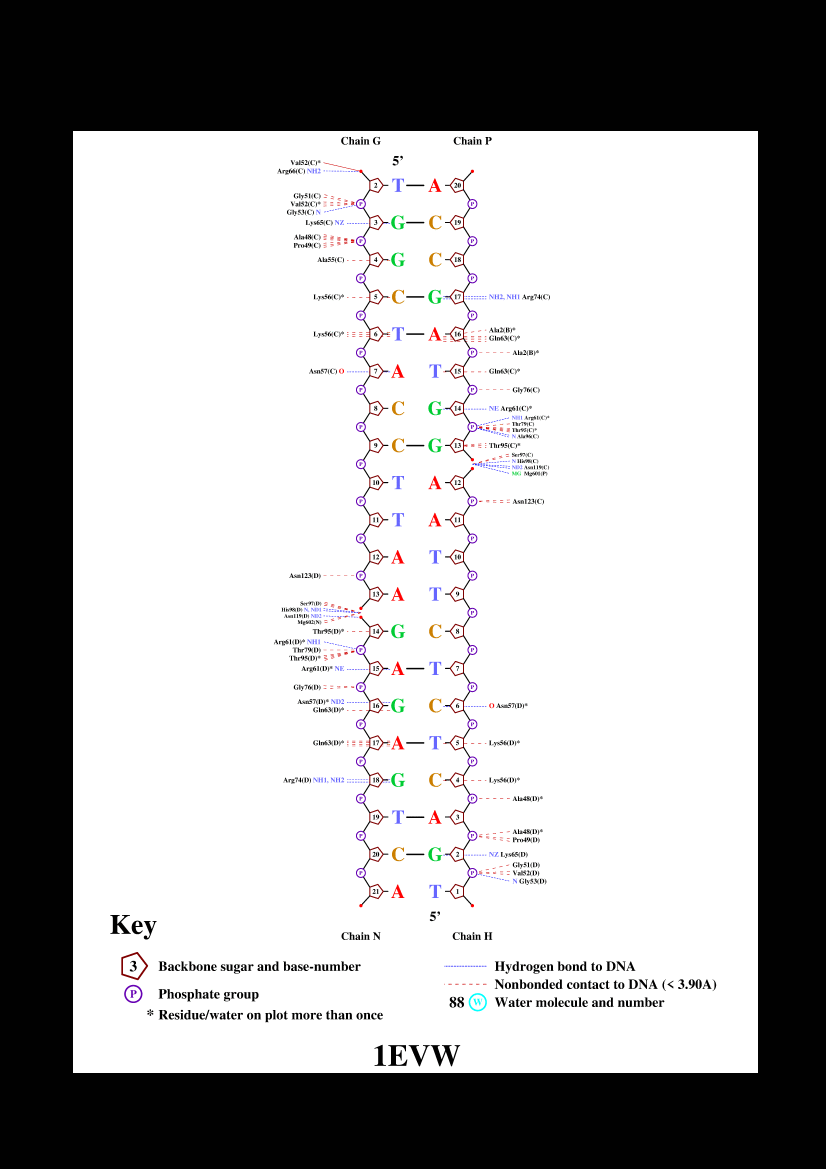 Chain G Chain P
5'
Val52(C)*
Arg66(C) NH2
2 T A 20
Gly51(C)
Val52(C)* P P
Gly53(C) N
Lys65(C) NZ 3 G C 19
Ala48(C) P P
Pro49(C)
Ala55(C) 4 G C 18
P P
Lys56(C)* 5 C G 17 NH2, NH1 Arg74(C)
P P
Ala2(B)*
Lys56(C)* 6 T A 16 Gln63(C)*
P P Ala2(B)*
Asn57(C) O 7 A T 15 Gln63(C)*
P P Gly76(C)
8 C G 14 NE Arg61(C)*
NH1 Arg61(C)*
Thr79(C)
P P Thr95(C)*
N Ala96(C)
9 C G 13 Thr95(C)*
Ser97(C)
P N His98(C)
ND2 Asn119(C)
MG Mg601(P)
10 T A 12
P P Asn123(C)
11 T A 11
P P
12 A T 10
Asn123(D) P P
13 A T 9
Ser97(D)
His98(D) N, ND1 P
Asn119(D) ND2
Mg602(N)
Thr95(D)* 14 G C 8
Arg61(D)* NH1
Thr79(D) P P
Thr95(D)*
Arg61(D)* NE 15 A T 7
Gly76(D) P P
Asn57(D)* ND2 16 G C 6 O Asn57(D)*
Gln63(D)*
P P
Gln63(D)* 17 A T 5 Lys56(D)*
P P
Arg74(D) NH1, NH2 18 G C 4 Lys56(D)*
P P Ala48(D)*
19 T A 3
P P Ala48(D)*
Pro49(D)
20 C G 2 NZ Lys65(D)
Gly51(D)
P P Val52(D)
N Gly53(D)
21 A T 1
5'
Key
Chain N Chain H
3 Backbone sugar and base-number
P Phosphate group
* Residue/water on plot more than once
Hydrogen bond to DNA
Nonbonded contact to DNA (< 3.90A)
88 W Water molecule and number
1EVW